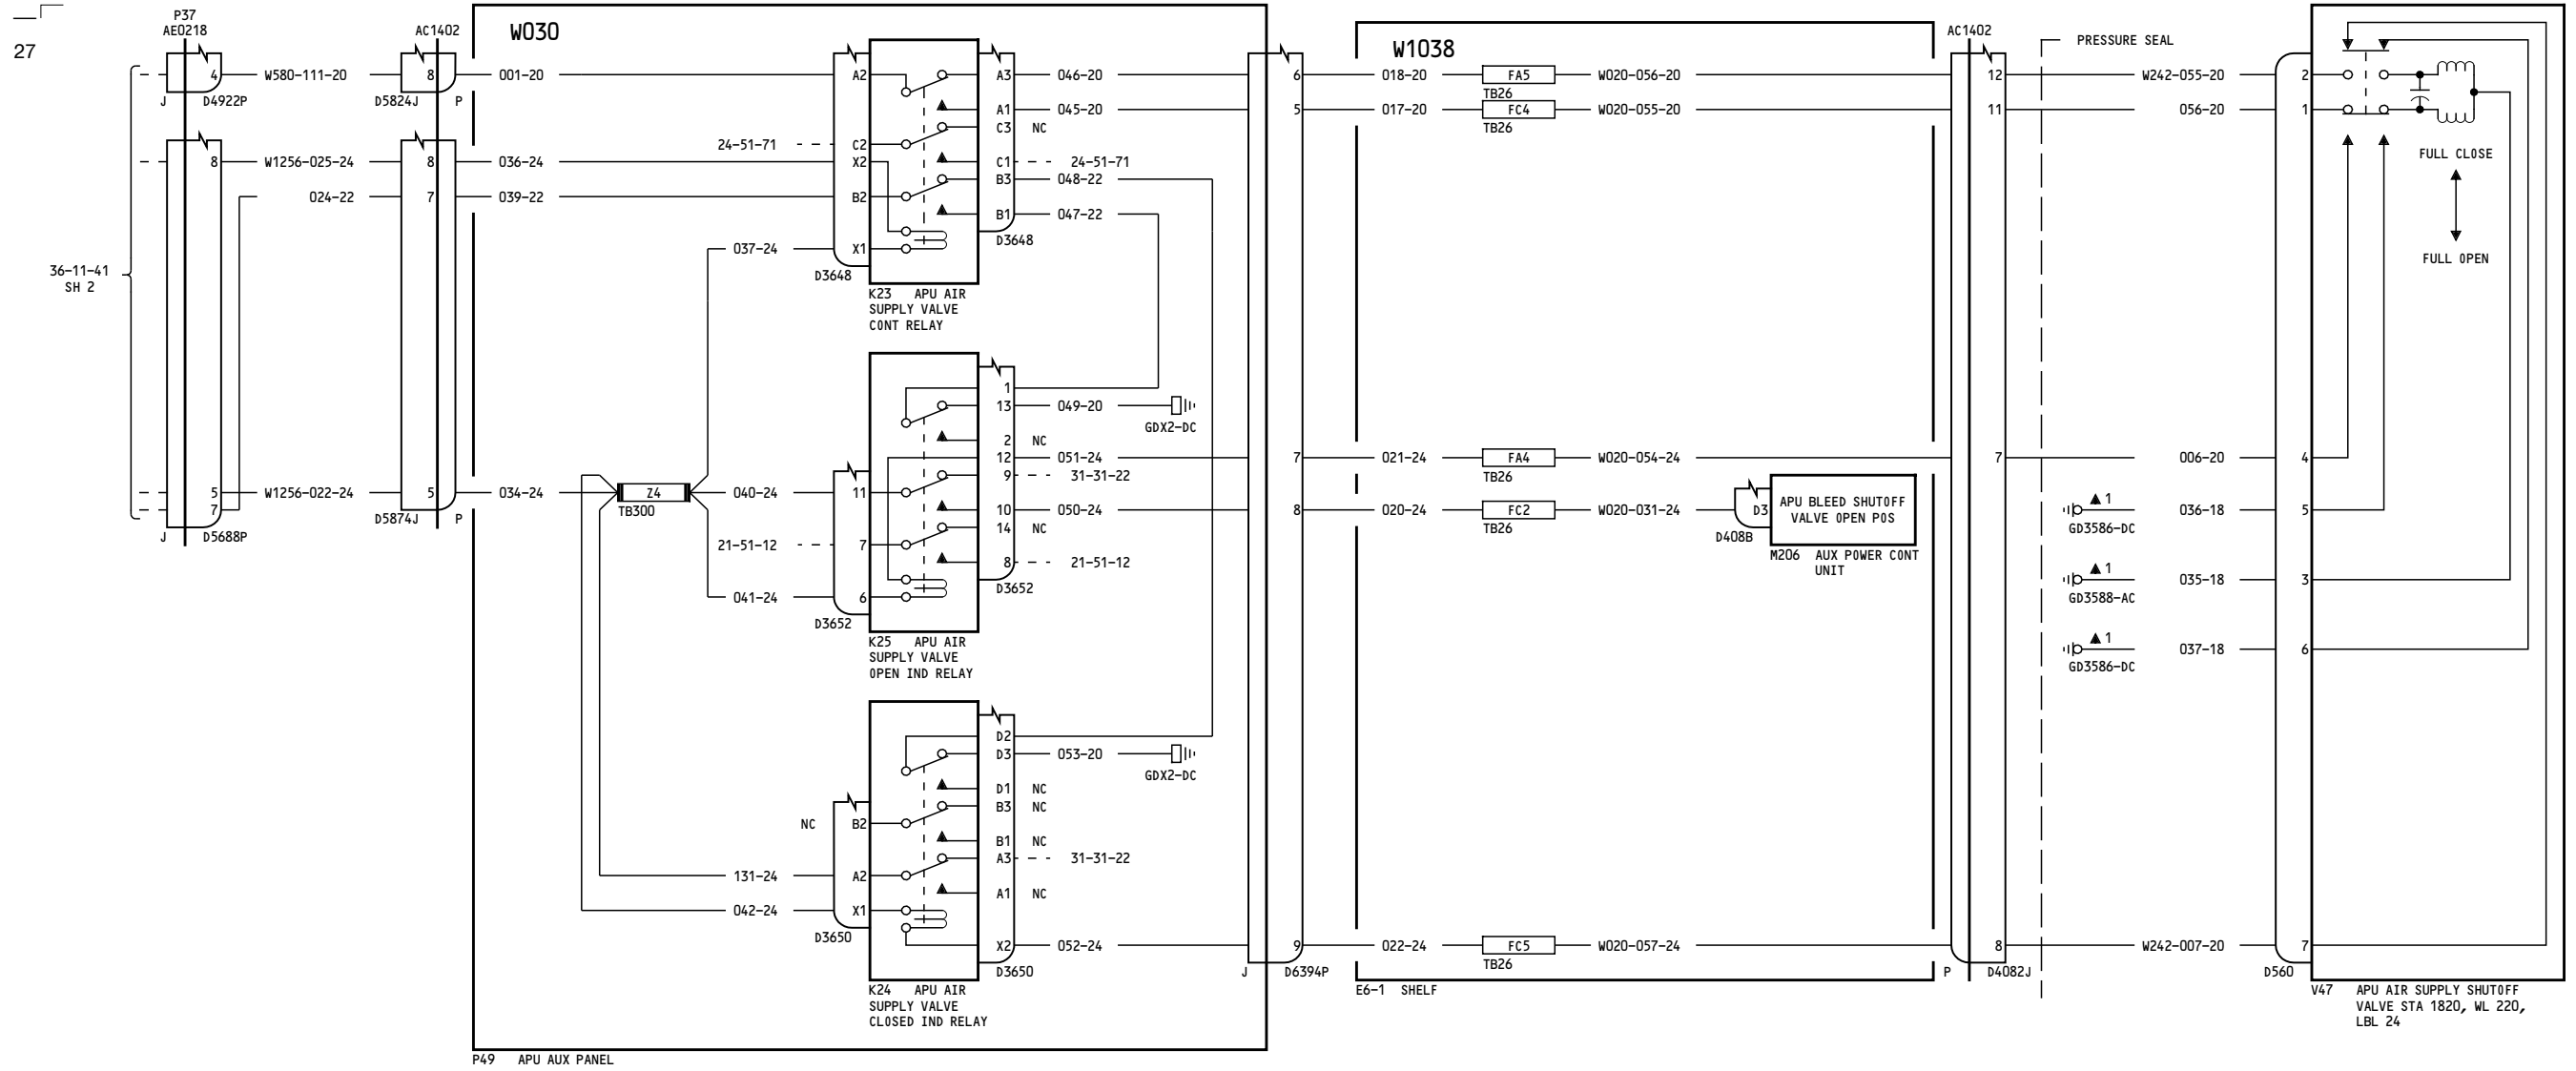 27
P37
AE0218
4
J
D4922P
W580-111-20
AC1402
8
D5824J
P
001-20
8
W1256-025-24
8
036-24
024-22
7
039-22
36-11-41
SH 2
5
7
J
D5688P
W1256-022-24
5
D5874J
P
034-24
W030
24-51-71
A2
C2
X2
B2
X1
D3648
037-24
A3
A1
C3
NC
C1
24-51-71
B3
B1
D3648
046-20
045-20
048-22
047-22
K23 APU AIR
SUPPLY VALVE
CONT RELAY
Z4
TB300
040-24
21-51-12
041-24
11
7
6
D3652
1
13
049-20
GDX2-DC
2
NC
12
051-24
9
31-31-22
10
050-24
14
NC
8
21-51-12
D3652
K25 APU AIR
SUPPLY VALVE
OPEN IND RELAY
NC
B2
131-24
A2
042-24
X1
D3650
D2
D3
053-20
GDX2-DC
D1
NC
B3
NC
B1
NC
A3
31-31-22
A1
NC
X2
052-24
D3650
K24 APU AIR
SUPPLY VALVE
CLOSED IND RELAY
P49 APU AUX PANEL
6
5
7
8
9
J
D6394P
W1038
018-20
FA5
TB26
W020-056-20
017-20
FC4
TB26
W020-055-20
021-24
FA4
TB26
W020-054-24
020-24
FC2
TB26
W020-031-24
D3
D408B
APU BLEED SHUTOFF
VALVE OPEN POS
M206 AUX POWER CONT
UNIT
022-24
FC5
TB26
W020-057-24
E6-1 SHELF
AC1402
12
11
7
8
P
D4082J
PRESSURE SEAL
W242-055-20
056-20
006-20
1
GD3586-DC
036-18
1
GD3588-AC
035-18
1
GD3586-DC
037-18
W242-007-20
2
1
4
5
3
6
7
D560
FULL CLOSE
FULL OPEN
V47 APU AIR SUPPLY SHUTOFF
VALVE STA 1820, WL 220,
LBL 24